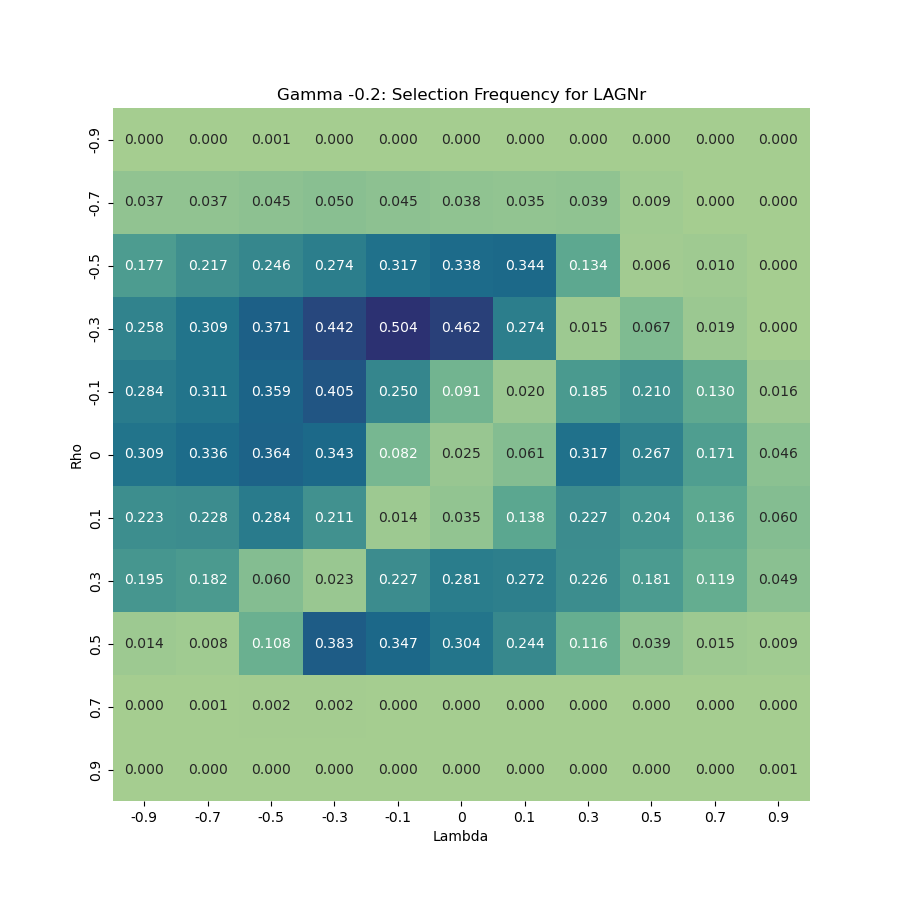 Gamma -0.2: Selection Frequency for LAGNr
-0.9 0.000 0.000 0.001 0.000 0.000 0.000 0.000 0.000 0.000 0.000 0.000
-0.7 0.037 0.037 0.045 0.050 0.045 0.038 0.035 0.039 0.009 0.000 0.000
-0.5 0.177 0.217 0.246 0.274 0.317 0.338 0.344 0.134 0.006 0.010 0.000
-0.3 0.258 0.309 0.371 0.442 0.504 0.462 0.274 0.015 0.067 0.019 0.000
-0.1 0.284 0.311 0.359 0.405 0.250 0.091 0.020 0.185 0.210 0.130 0.016
Rho
0 0.309 0.336 0.364 0.343 0.082 0.025 0.061 0.317 0.267 0.171 0.046
0.1 0.223 0.228 0.284 0.211 0.014 0.035 0.138 0.227 0.204 0.136 0.060
0.3 0.195 0.182 0.060 0.023 0.227 0.281 0.272 0.226 0.181 0.119 0.049
0.5 0.014 0.008 0.108 0.383 0.347 0.304 0.244 0.116 0.039 0.015 0.009
0.7 0.000 0.001 0.002 0.002 0.000 0.000 0.000 0.000 0.000 0.000 0.000
0.9 0.000 0.000 0.000 0.000 0.000 0.000 0.000 0.000 0.000 0.000 0.001
-0.9 -0.7 -0.5 -0.3 -0.1 0 0.1 0.3 0.5 0.7 0.9
Lambda